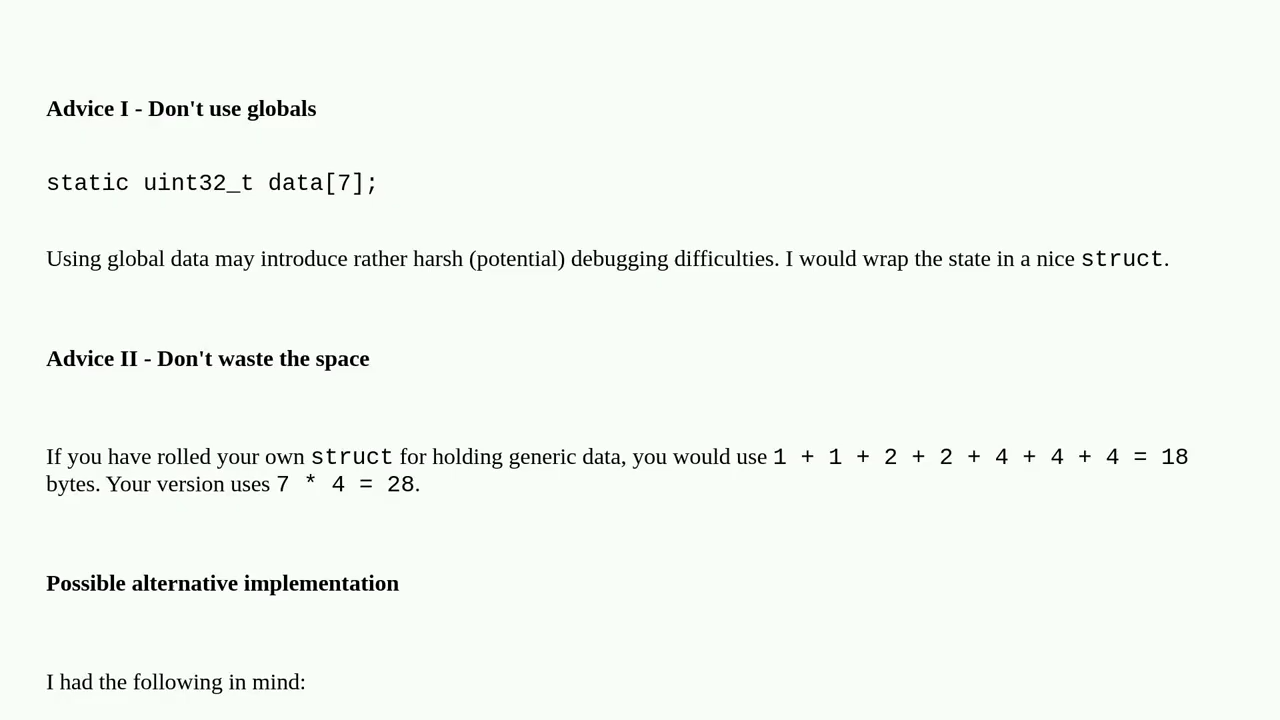 Advice I - Don't use globals
static uint32_t data[7];
Using global data may introduce rather harsh (potential) debugging difficulties. I would wrap the state in a nice struct.
Advice II - Don't waste the space
If you have rolled your own struct for holding generic data, you would use 1 + 1 + 2 + 2 + 4 + 4 + 4 = 18
bytes. Your version uses 7 * 4 = 28.
Possible alternative implementation
I had the following in mind: